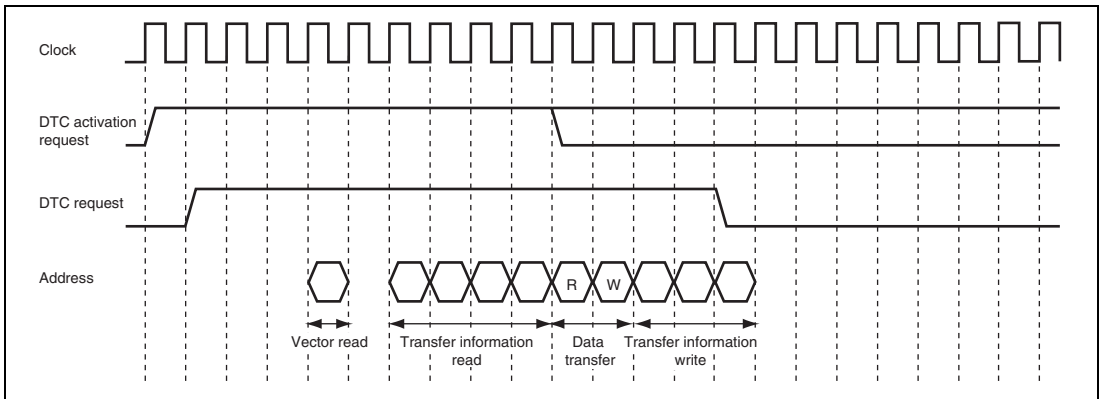 Clock
DTC activation
request
DTC request
Address
R W
Vector read
Transfer information
read
Data
transfer
Transfer information
write